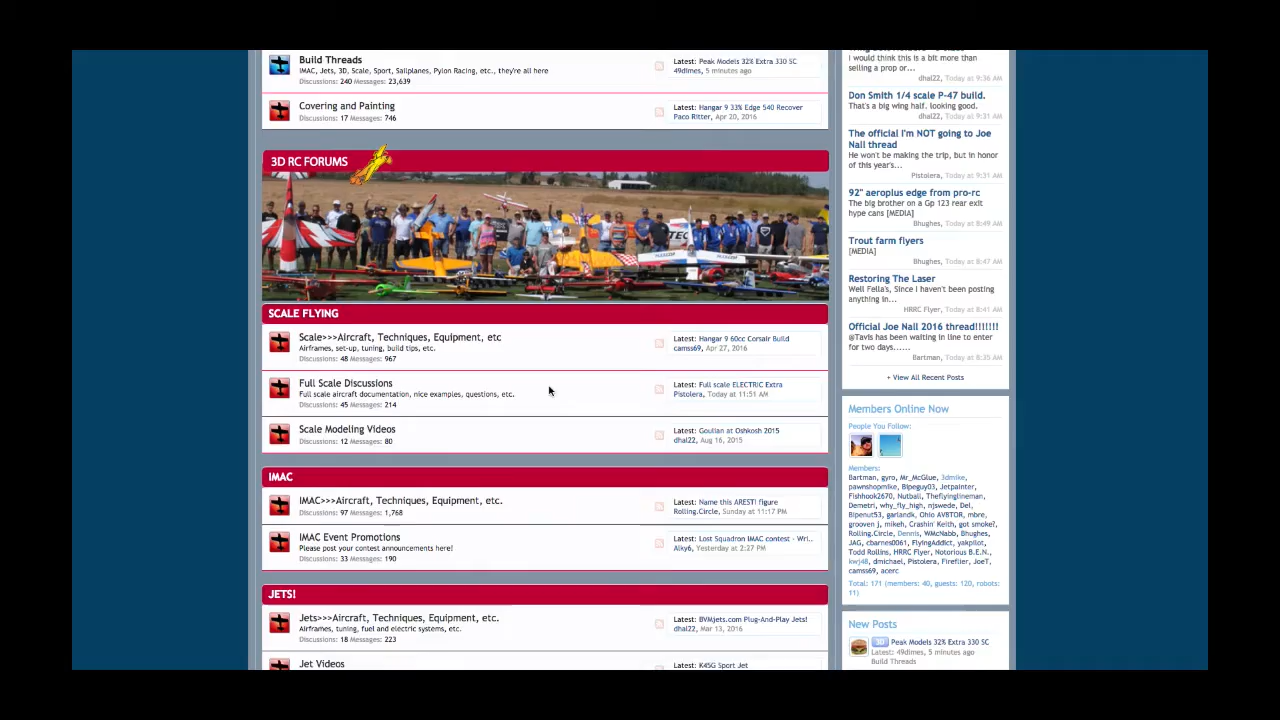 Build Threads
IMAC, Jets, 3D, Scale, Sport, Sailplanes, Pylon Racing, etc., they're all here
Discussions: 240 Messages: 23,639
Latest: Peak Models 32% Extra 330 SC
49dimes, 5 minutes ago
Covering and Painting
Discussions: 17 Messages: 746
Latest: Hangar 9 33% Edge 540 Recover
Paco Ritter, Apr 20, 2016
3D RC FORUMS
SCALE FLYING
Scale>>>Aircraft, Techniques, Equipment, etc
Airframes, set-up, tuning, build tips, etc.
Discussions: 48 Messages: 967
Latest: Hangar 9 60cc Corsair Build
camss69, Apr 27, 2016
Full Scale Discussions
Full scale aircraft documentation, nice examples, questions, etc.
Discussions: 45 Messages: 214
Latest: Full scale ELECTRIC Extra
Pistolera, Today at 11:51 AM
Scale Modeling Videos
Discussions: 12 Messages: 80
Latest: Goulian at Oshkosh 2015
dhal22, Aug 16, 2015
IMAC
IMAC>>>Aircraft, Techniques, Equipment, etc.
Discussions: 97 Messages: 1,768
Latest: Name this ARESTI figure
Rolling.Circle, Sunday at 11:17 PM
IMAC Event Promotions
Please post your contest announcements here!
Discussions: 33 Messages: 190
Latest: Lost Squadron IMAC contest - Wri..
Alky6, Yesterday at 2:27 PM
JETS!
Jets>>>Aircraft, Techniques, Equipment, etc.
Airframes, tuning, fuel and electric systems, etc.
Discussions: 18 Messages: 223
Latest: BVMjets.com Plug-And-Play Jets!
dhal22, Mar 13, 2016
Jet Videos
Latest: K45G Sport Jet
I would think this is a bit more than
selling a prop or...
dhal22, Today at 9:36 AM
Don Smith 1/4 scale P-47 build.
That's a big wing half. looking good.
dhal22, Today at 9:31 AM
The official I'm NOT going to Joe
Nall thread
He won't be making the trip, but in honor
of this year's...
Pistolera, Today at 9:31 AM
92" aeroplus edge from pro-rc
The big brother on a Gp 123 rear exit
hype cans [MEDIA]
Bhughes, Today at 8:49 AM
Trout farm flyers
[MEDIA]
Bhughes, Today at 8:47 AM
Restoring The Laser
Well Fella's, Since I haven't been posting
anything in...
HRRC Flyer, Today at 8:41 AM
Official Joe Nall 2016 thread!!!!!!!
@Tavis has been waiting in line to enter
for two days......
Bartman, Today at 8:35 AM
+ View All Recent Posts
Members Online Now
People You Follow:
Members:
Bartman, gyro, Mr_McGlue, 3dmike,
pawnshopmike, Bipeguy03, Jetpainter,
Fishhook2670, Nutball, Theflyinglineman,
Demetri, why_fly_high, njswede, Del,
Bipenut53, garlandk, Ohio AV8TOR, mbre,
grooven j, mikeh, Crashin' Keith, got smoke?,
Rolling.Circle, Dennis, WMcNabb, Bhughes,
JAG, cbarnes0061, FlyingAddict, yakpilot,
Todd Rollins, HRRC Flyer, Notorious B.E.N.,
kwj48, dmichael, Pistolera, Fireflier, JoeT,
camss69, acerc
Total: 171 (members: 40, guests: 120, robots:
11)
New Posts
3D Peak Models 32% Extra 330 SC
Latest: 49dimes, 5 minutes ago
Build Threads